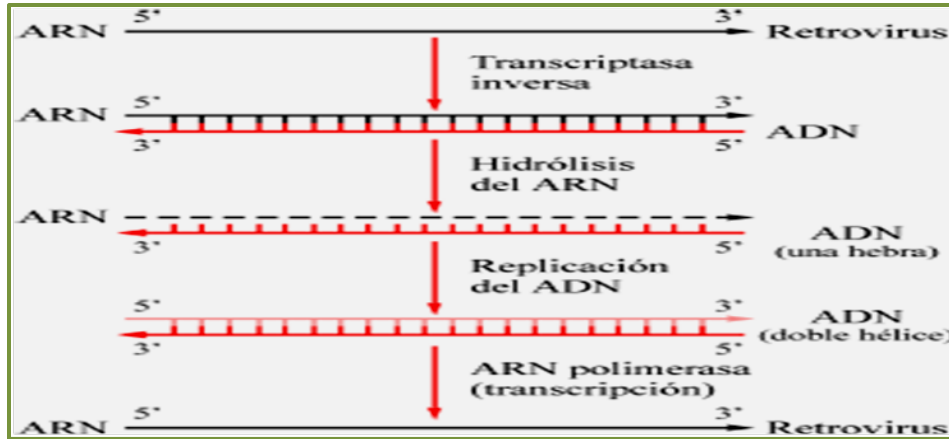 5' 3'
ARN Retrovirus
Transcriptasa
inversa
5' 3'
ARN
ADN
3' 5'
Hidrólisis
del ARN
ARN
3' 5'
ADN
(una hebra)
Replicación
del ADN
5' 3'
ADN
(doble hélice)
3' 5'
ARN polimerasa
(transcripción)
5' 3'
ARN Retrovirus